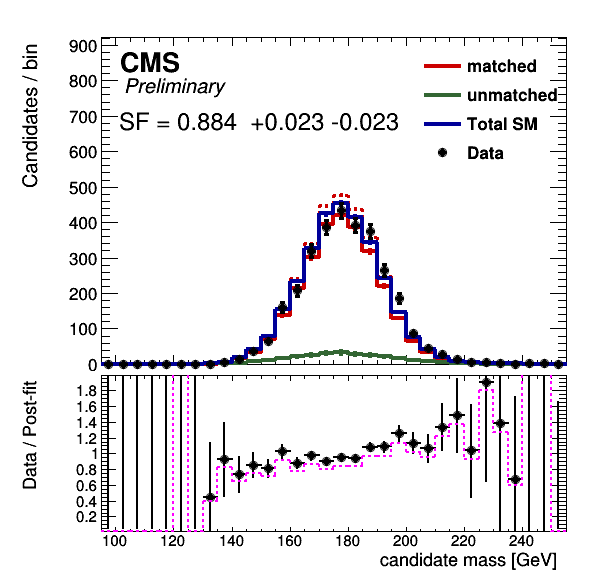 Candidates / bin
900
800
700
600
500
400
300
200
100
0
CMS
Preliminary
SF = 0.884 +0.023 -0.023
matched
unmatched
Total SM
Data
Data / Post-fit
1.8
1.6
1.4
1.2
1
0.8
0.6
0.4
0.2
100 120 140 160 180 200 220 240
candidate mass [GeV]